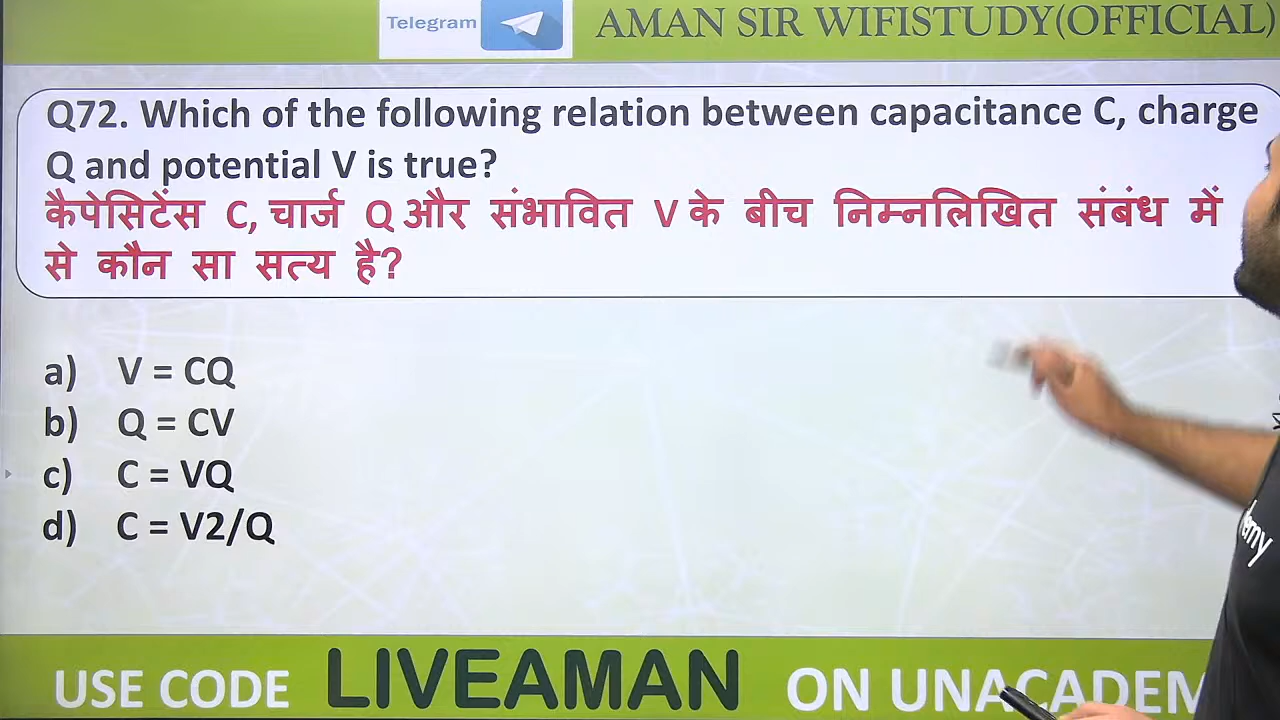 Telegram
AMAN SIR WIFISTUDY(OFFICIAL)
Q72. Which of the following relation between capacitance C, charge
Q and potential V is true?
कैपेसिटेंस C, चार्ज Q और संभावित V के बीच निम्नलिखित संबंध में
से कौन सा सत्य है?
a) V = CQ
b) Q = CV
c) C = VQ
d) C = V2/Q
emy
USE CODE LIVEAMAN ON UNACADEM